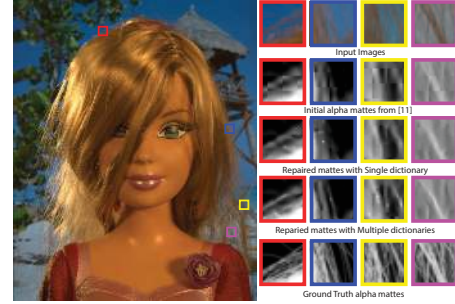 Input Images
Initial alpha mattes from [11]
Repaired mattes with Single dictionary
Reparied mattes with Multiple dictionaries
Ground Truth alpha mattes